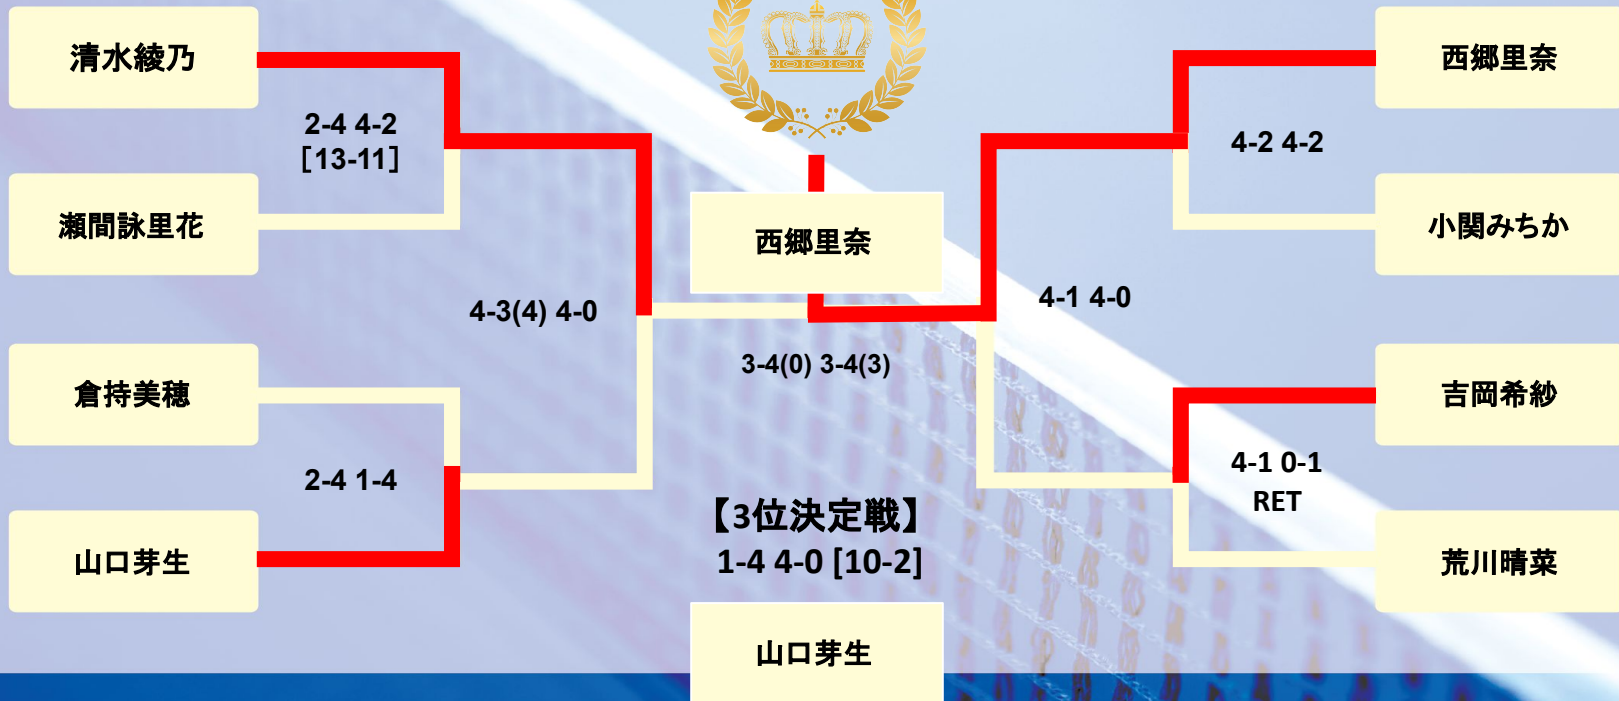 清水綾乃
2-4 4-2
[13-11]
瀬間詠里花
4-3(4) 4-0
倉持美穂
2-4 1-4
山口芽生
西郷里奈
3-4(0) 3-4(3)
【3位決定戦】
1-4 4-0 [10-2]
山口芽生
西郷里奈
4-2 4-2
小関みちか
4-1 4-0
吉岡希紗
4-1 0-1
RET
荒川晴菜